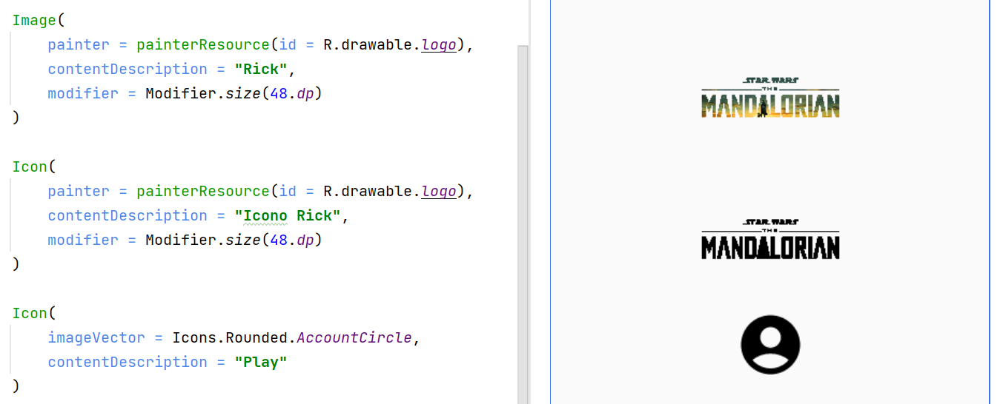 Image(
    painter = painterResource(id = R.drawable.logo),
    contentDescription = "Rick",
    modifier = Modifier.size(48.dp)
)
Icon(
    painter = painterResource(id = R.drawable.logo),
    contentDescription = "Icono Rick",
    modifier = Modifier.size(48.dp)
)
Icon(
    imageVector = Icons.Rounded.AccountCircle,
    contentDescription = "Play"
)
STAR WARS
THE
MANDALORIAN
STAR WARS
THE
MANDALORIAN